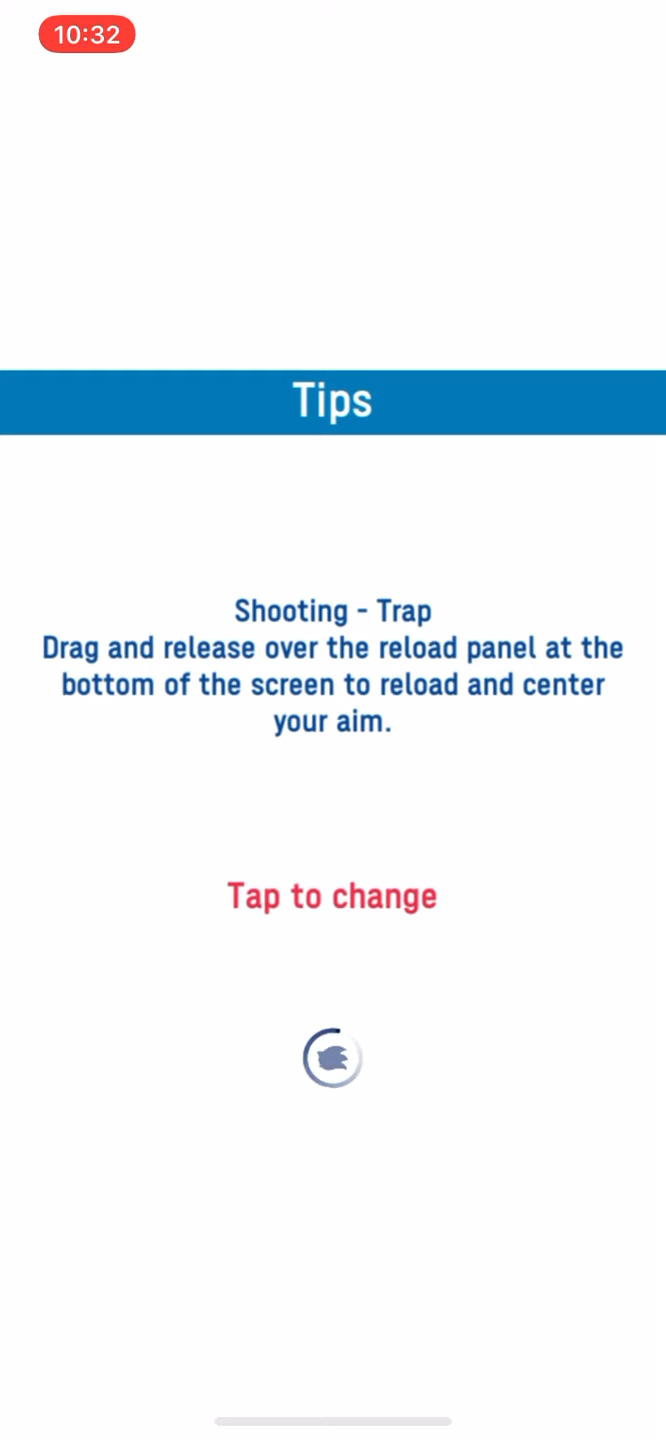 10:32
Tips
Shooting - Trap
Drag and release over the reload panel at the
bottom of the screen to reload and center
your aim.
Tap to change